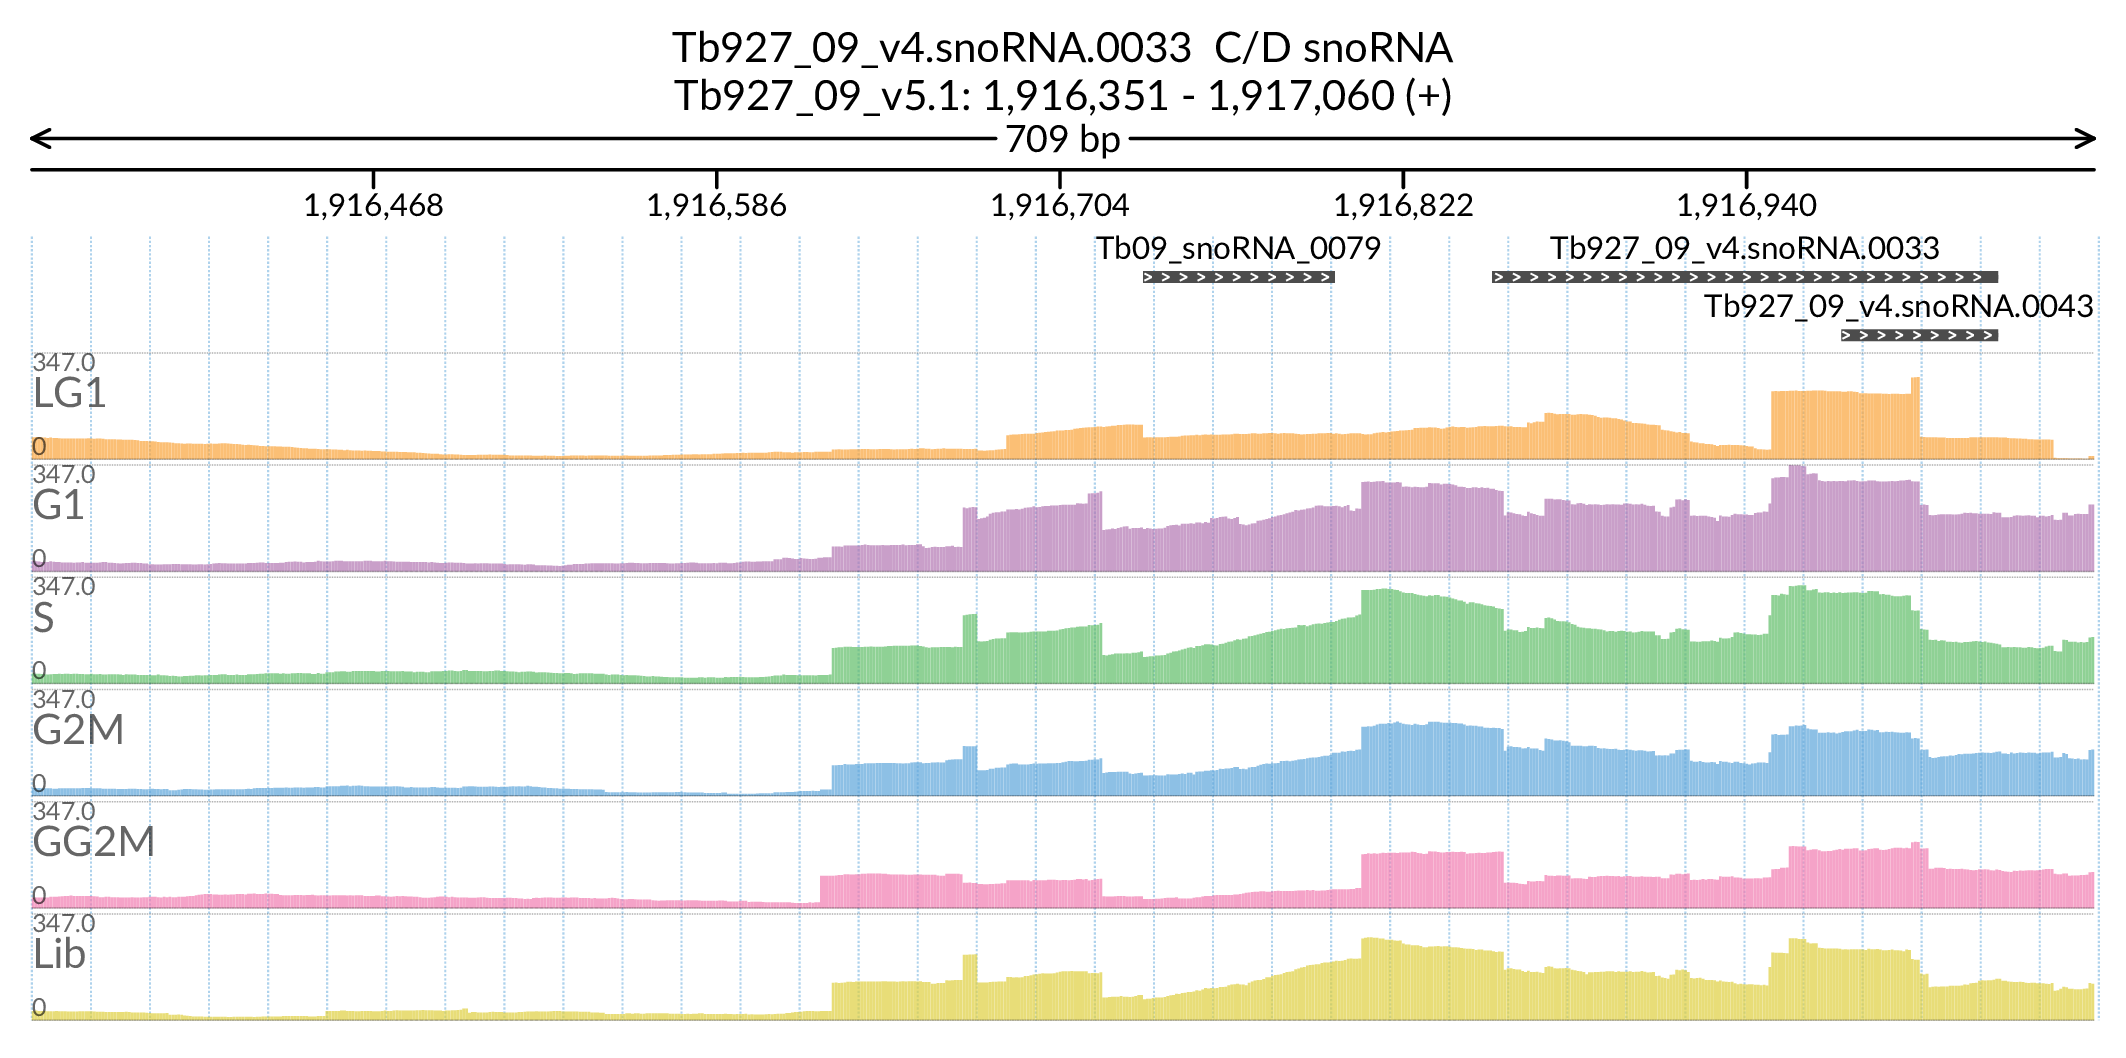 Tb927_09_v4.snoRNA.0033 C/D snoRNA
Tb927_09_v5.1: 1,916,351 - 1,917,060 (+)
709 bp
1,916,468 1,916,586 1,916,704 1,916,822 1,916,940
Tb09_snoRNA_0079 Tb927_09_v4.snoRNA.0033
Tb927_09_v4.snoRNA.0043
347.0
LG1
0
347.0
G1
0
347.0
S
0
347.0
G2M
0
347.0
GG2M
0
347.0
Lib
0